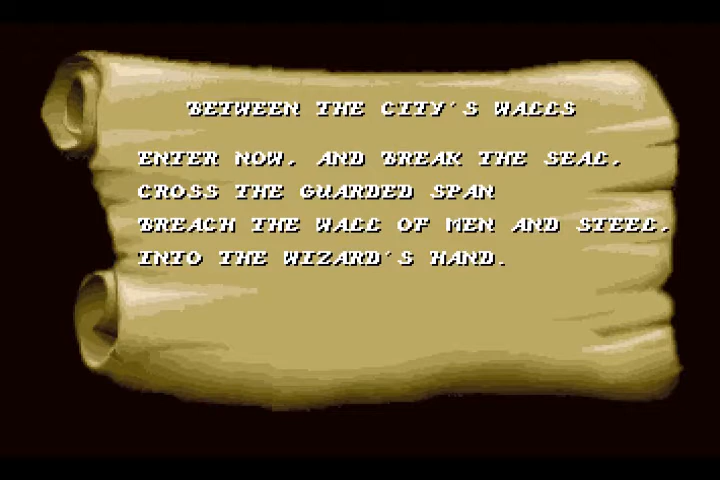 BETWEEN THE CITY'S WALLS
ENTER NOW, AND BREAK THE SEAL,
CROSS THE GUARDED SPAN
BREACH THE WALL OF MEN AND STEEL,
INTO THE WIZARD'S HAND.